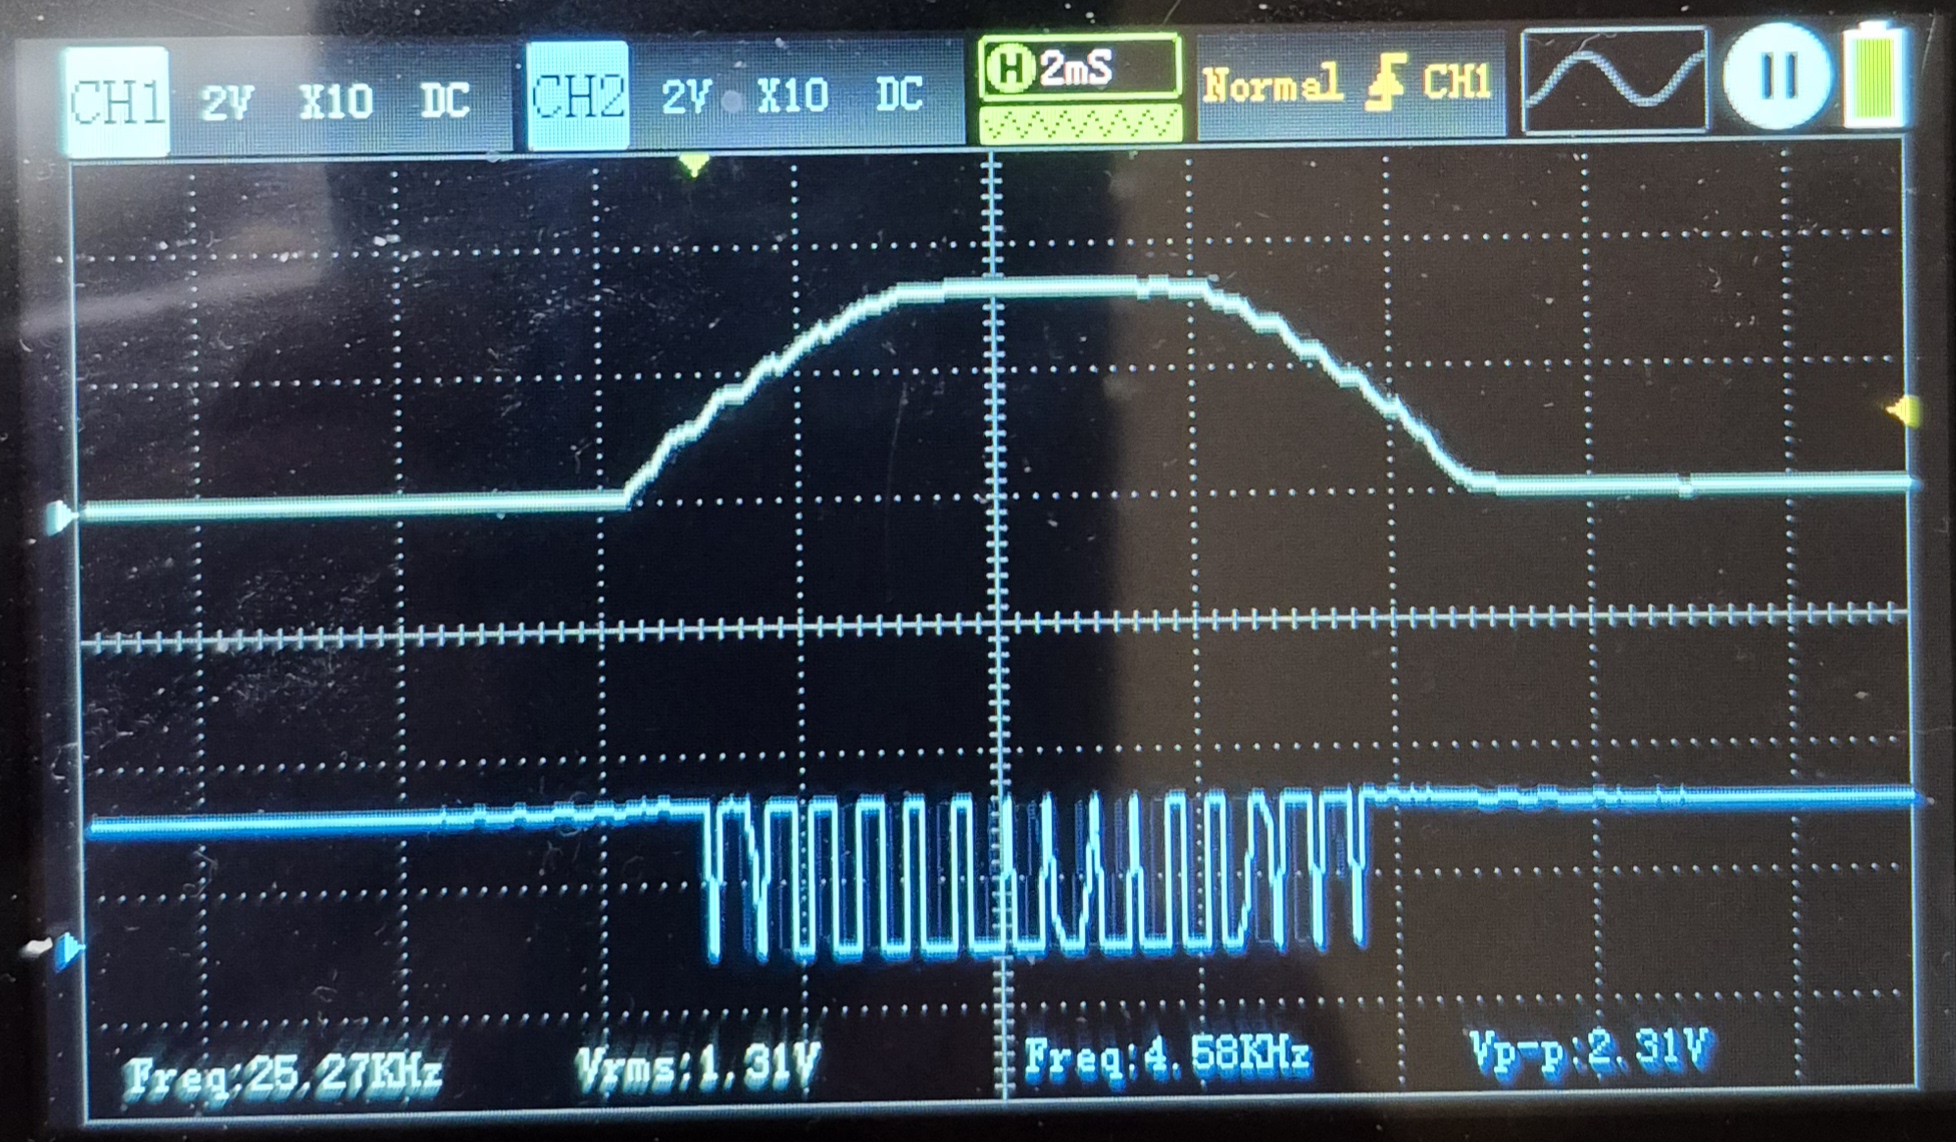 CH1 2V X10 DC CH2 2V X10 DC H 2mS Normal CH1
Freq:25.27KHz Vrms:1.31V Freq:4.58KHz Vp-p:2.31V